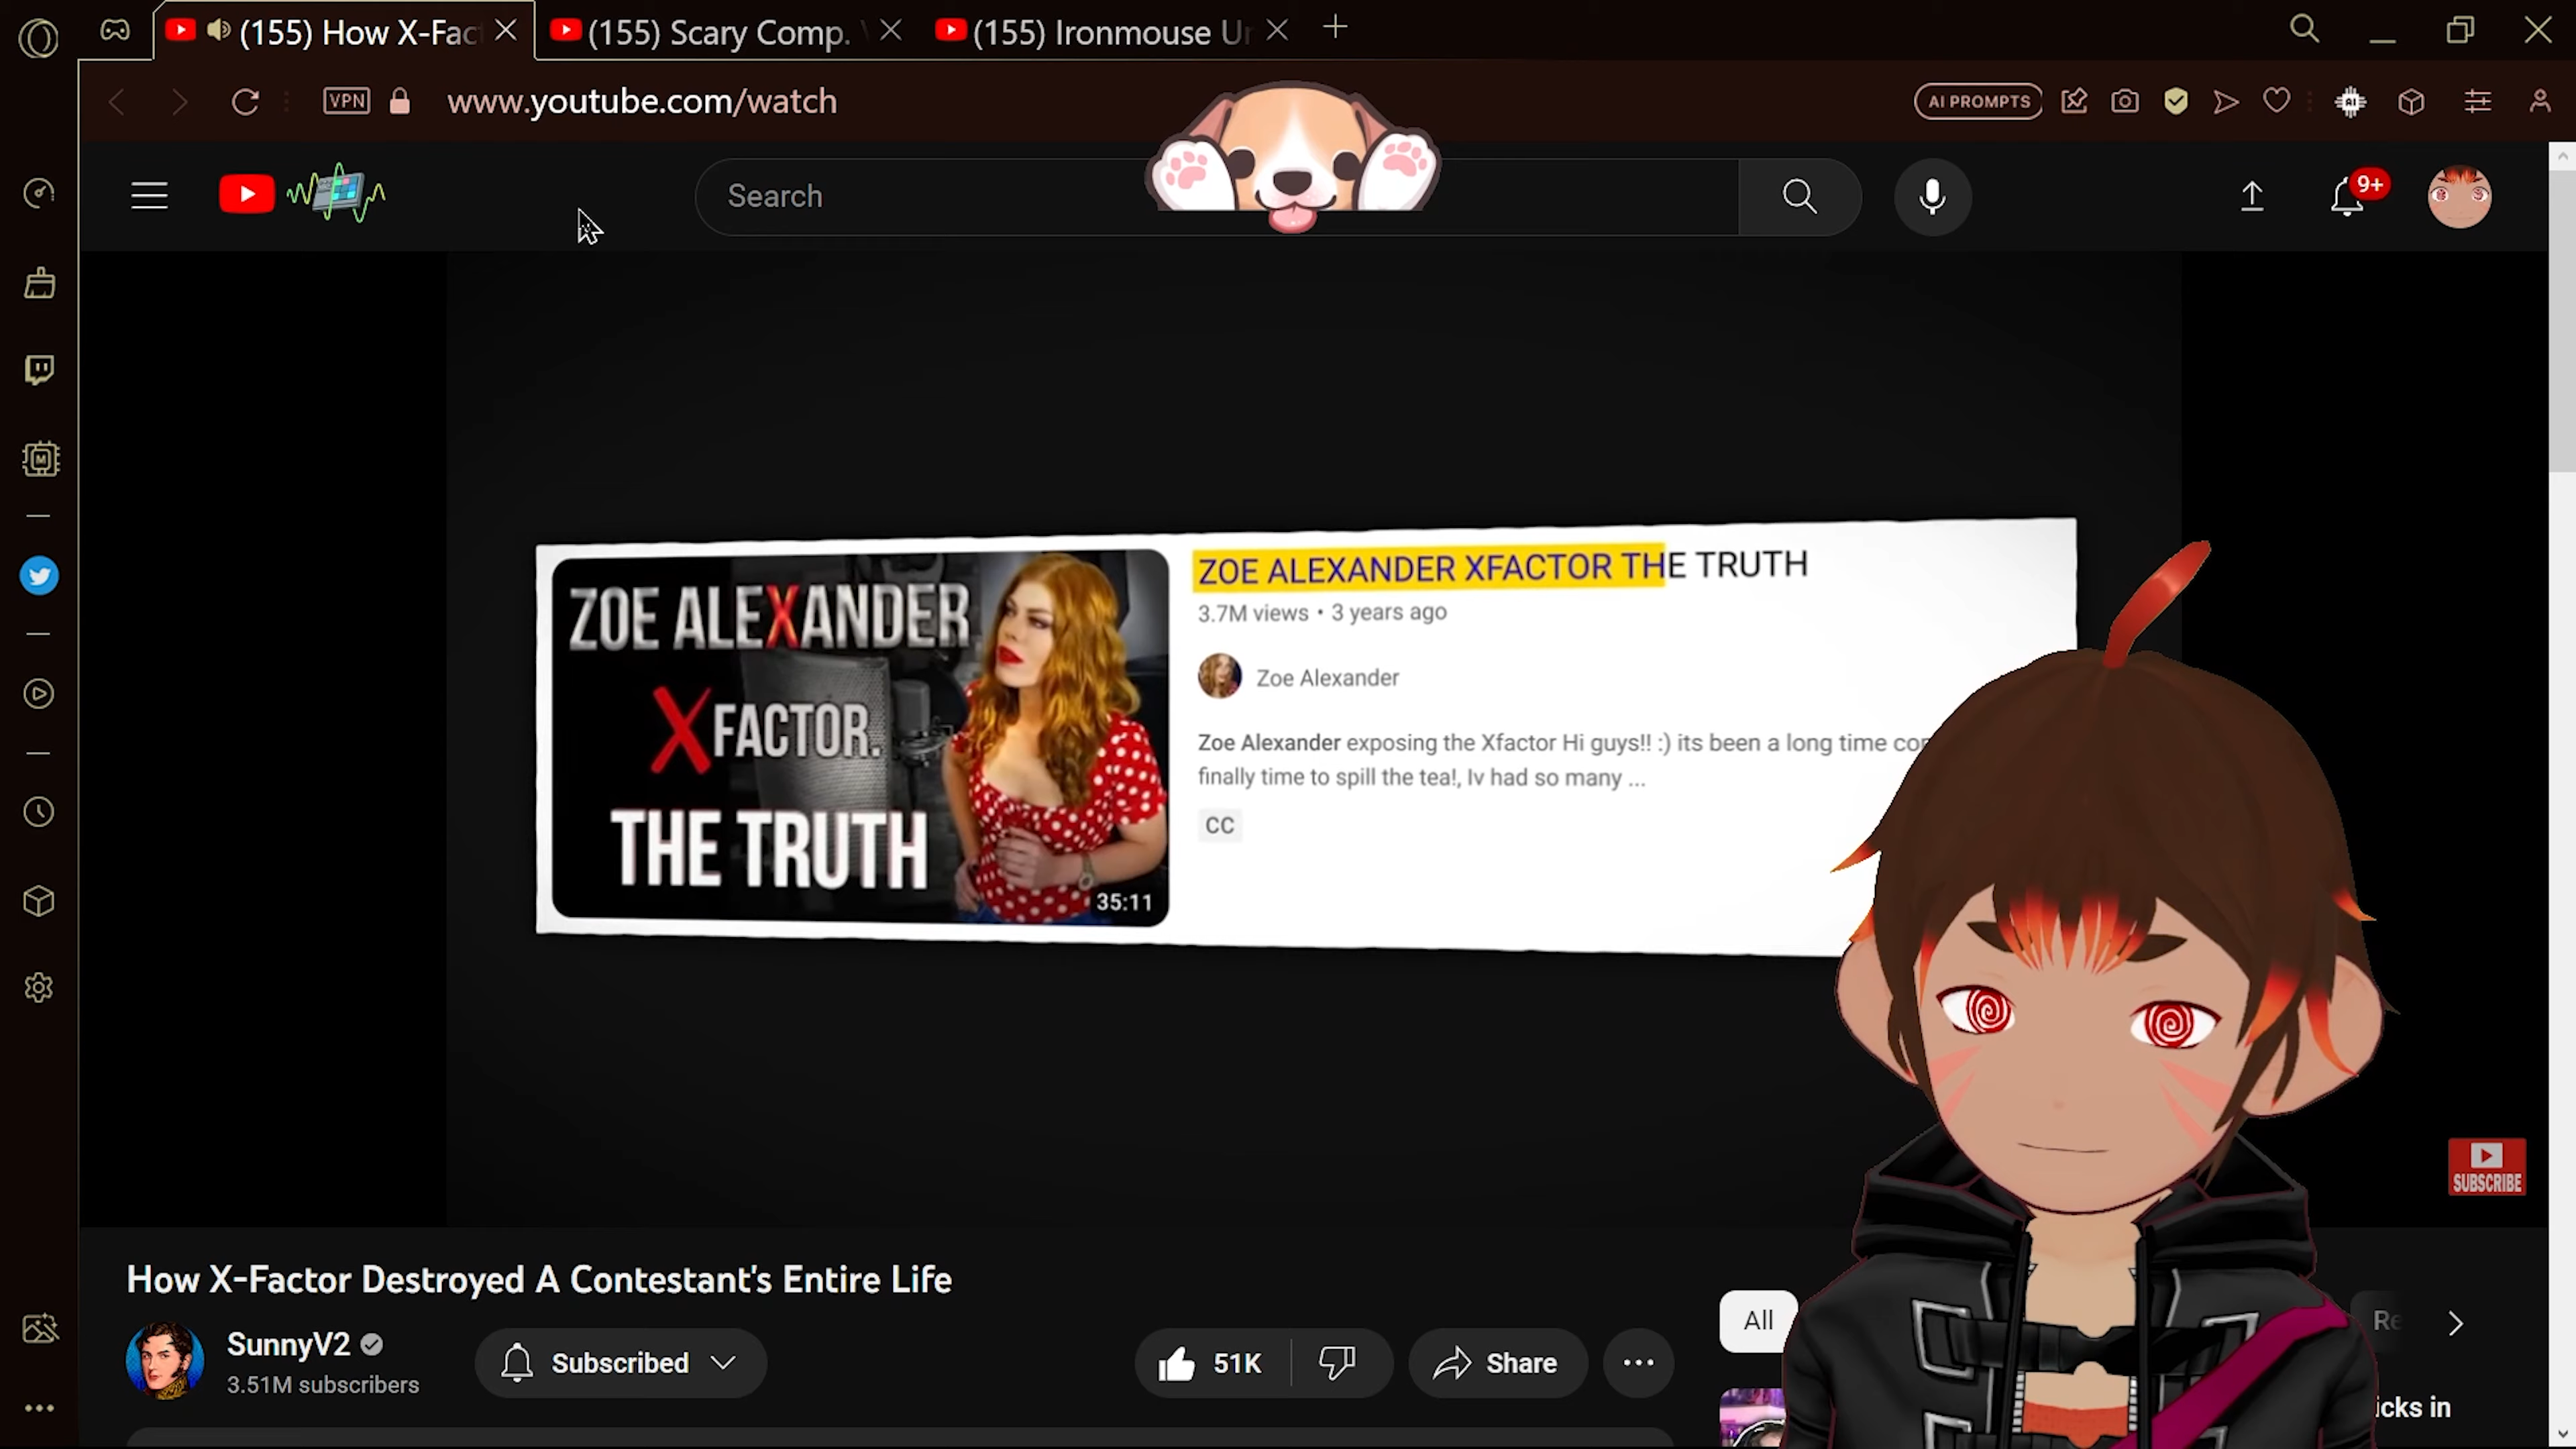 (155) How X-Fac
(155) Scary Comp.
(155) Ironmouse Un
VPN
www.youtube.com/watch
AI PROMPTS
Search
9+
ZOE ALEXANDER
XFACTOR.
THE TRUTH
35:11
ZOE ALEXANDER XFACTOR THE TRUTH
3.7M views • 3 years ago
Zoe Alexander
Zoe Alexander exposing the Xfactor Hi guys!! :) its been a long time
finally time to spill the tea!, Iv had so many ...
CC
SUBSCRIBE
How X-Factor Destroyed A Contestant's Entire Life
SunnyV2
3.51M subscribers
Subscribed
51K
Share
All
Re
icks in